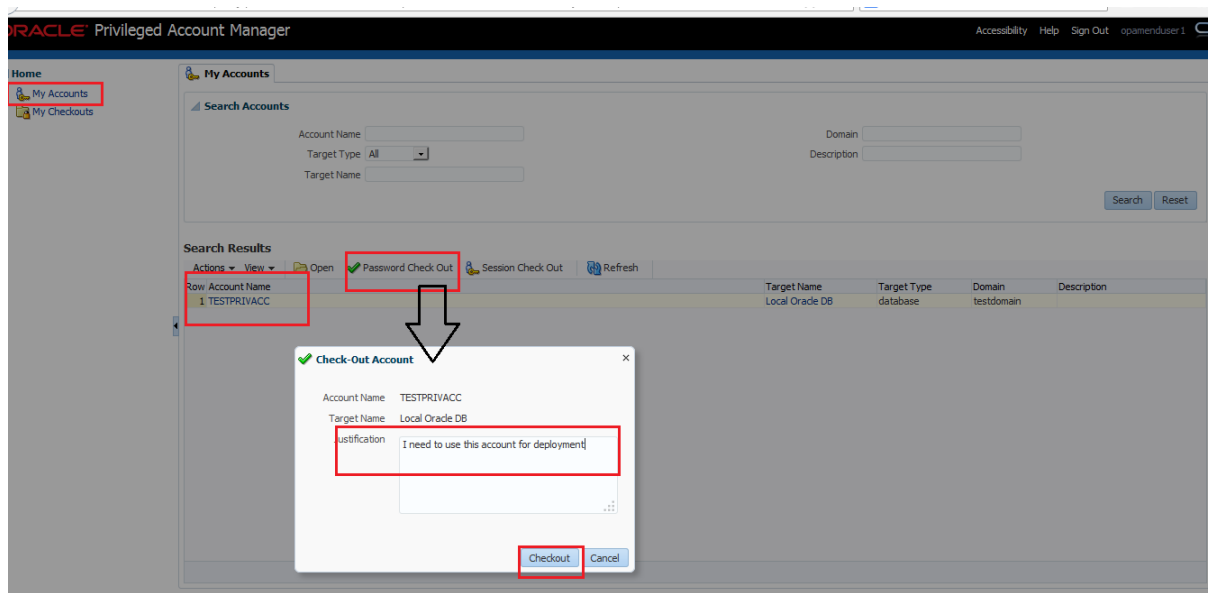 ORACLE Privileged Account Manager
Accessibility Help Sign Out opamenduser1
Home
My Accounts
My Checkouts
My Accounts
Search Accounts
Account Name
Domain
Target Type All
Description
Target Name
Search Reset
Search Results
Actions View Open Password Check Out Session Check Out Refresh
Row Account Name Target Name Target Type Domain Description
1 TESTPRIVACC Local Oracle DB database testdomain
Check-Out Account
Account Name TESTPRIVACC
Target Name Local Oracle DB
Justification I need to use this account for deployment
Checkout Cancel